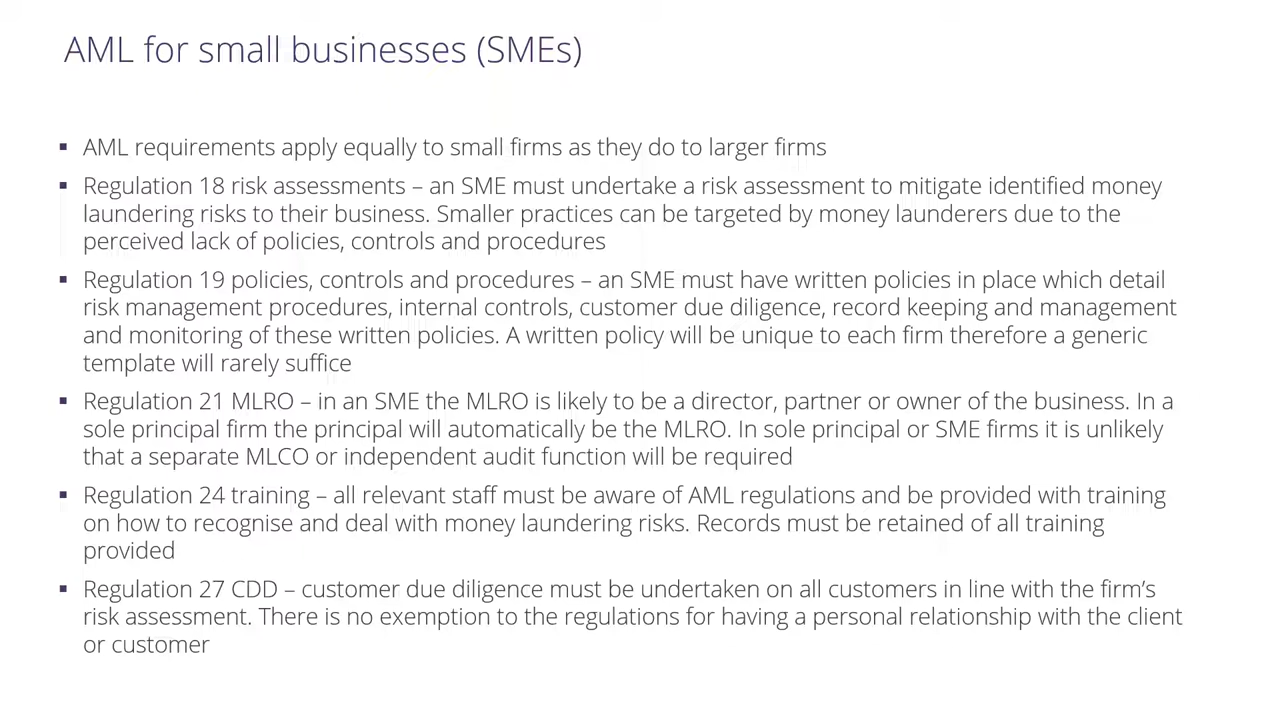 AML for small businesses (SMEs)
▪ AML requirements apply equally to small firms as they do to larger firms
▪ Regulation 18 risk assessments – an SME must undertake a risk assessment to mitigate identified money
laundering risks to their business. Smaller practices can be targeted by money launderers due to the
perceived lack of policies, controls and procedures
▪ Regulation 19 policies, controls and procedures – an SME must have written policies in place which detail
risk management procedures, internal controls, customer due diligence, record keeping and management
and monitoring of these written policies. A written policy will be unique to each firm therefore a generic
template will rarely suffice
▪ Regulation 21 MLRO – in an SME the MLRO is likely to be a director, partner or owner of the business. In a
sole principal firm the principal will automatically be the MLRO. In sole principal or SME firms it is unlikely
that a separate MLCO or independent audit function will be required
▪ Regulation 24 training – all relevant staff must be aware of AML regulations and be provided with training
on how to recognise and deal with money laundering risks. Records must be retained of all training
provided
▪ Regulation 27 CDD – customer due diligence must be undertaken on all customers in line with the firm's
risk assessment. There is no exemption to the regulations for having a personal relationship with the client
or customer